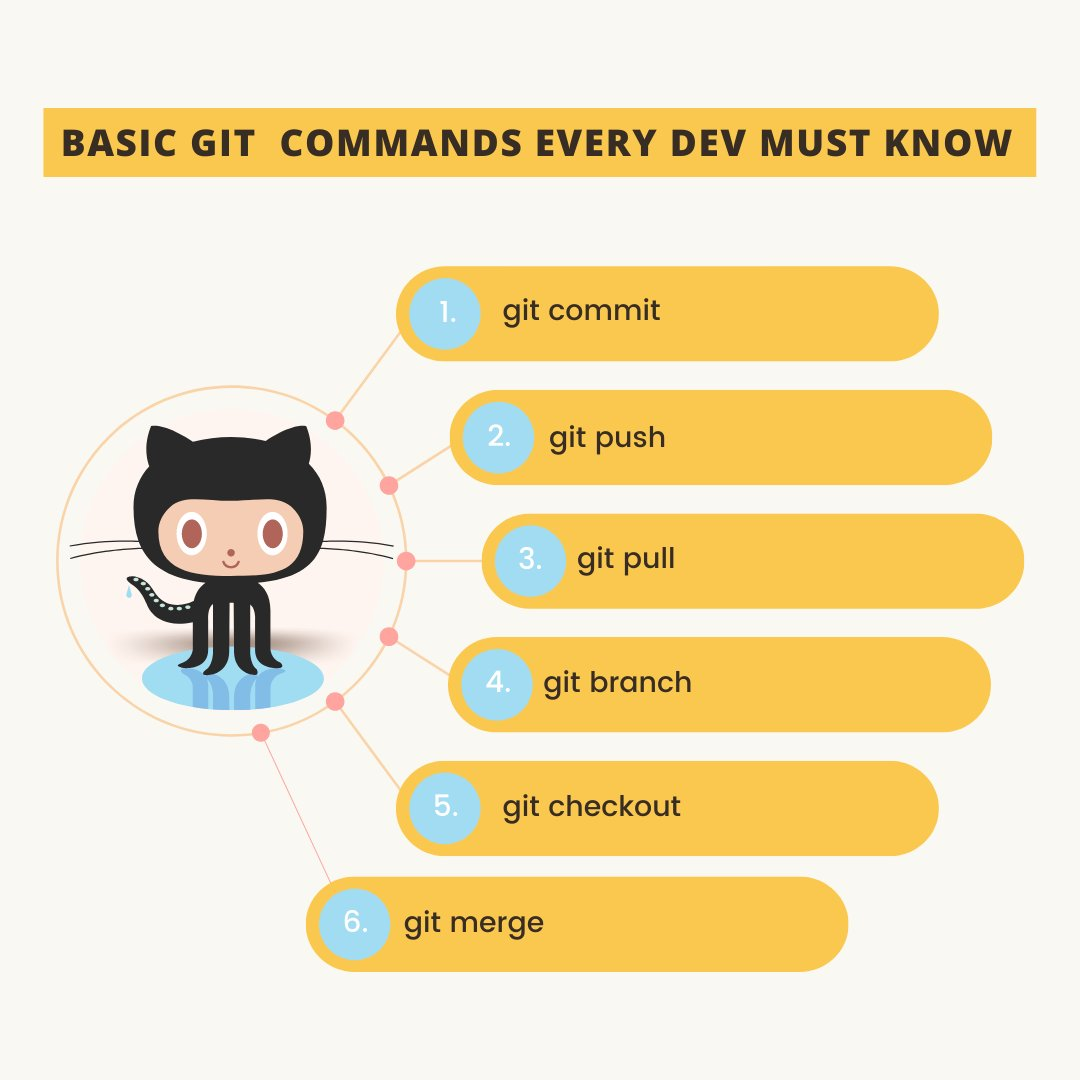 BASIC GIT COMMANDS EVERY DEV MUST KNOW
1. git commit
2. git push
3. git pull
4. git branch
5. git checkout
6. git merge